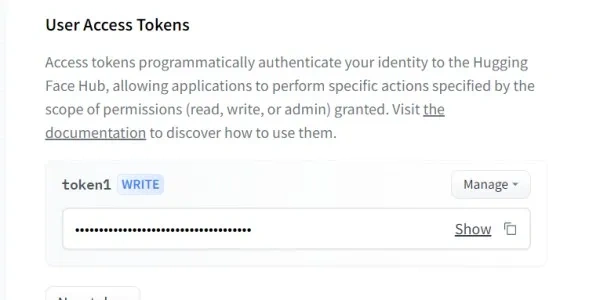 User Access Tokens
Access tokens programmatically authenticate your identity to the Hugging
Face Hub, allowing applications to perform specific actions specified by the
scope of permissions (read, write, or admin) granted. Visit the
documentation to discover how to use them.
token1 WRITE Manage
••••••••••••••••••••••••••••••••••••• Show